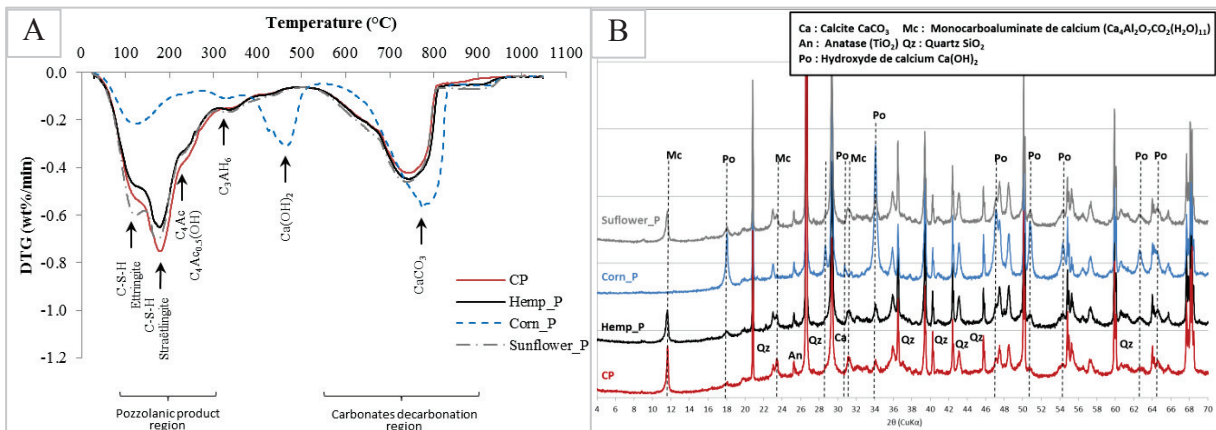 A
Temperature (°C)
0 100 200 300 400 500 600 700 800 900 1000 1100
DTG (wt%/min)
0.0
-0.2
-0.4
-0.6
-0.8
-1.0
-1.2
C-S-H
Ettringite
C-S-H
Straetlingite
C₄Ac
C₄Ac₀.₅(OH)
C₃AH₆
Ca(OH)₂
CaCO₃
CP
Hemp_P
Corn_P
Sunflower_P
Pozzolanic product
region
Carbonates decarbonation
region
B
Ca : Calcite CaCO₃ Mc : Monocarboaluminate de calcium (Ca₄Al₂O₇CO₂(H₂O)₁₁)
An : Anatase (TiO₂) Qz : Quartz SiO₂
Po : Hydroxyde de calcium Ca(OH)₂
Po
Mc Po Mc Po Mc Po Po Po Po Po
Suflower_P
Corn_P
Hemp_P
CP
Qz An Qz Ca Qz Qz Qz Qz Qz
4 6 8 10 12 14 16 18 20 22 24 26 28 30 32 34 36 38 40 42 44 46 48 50 52 54 56 58 60 62 64 66 68 70
2θ (CuKα)